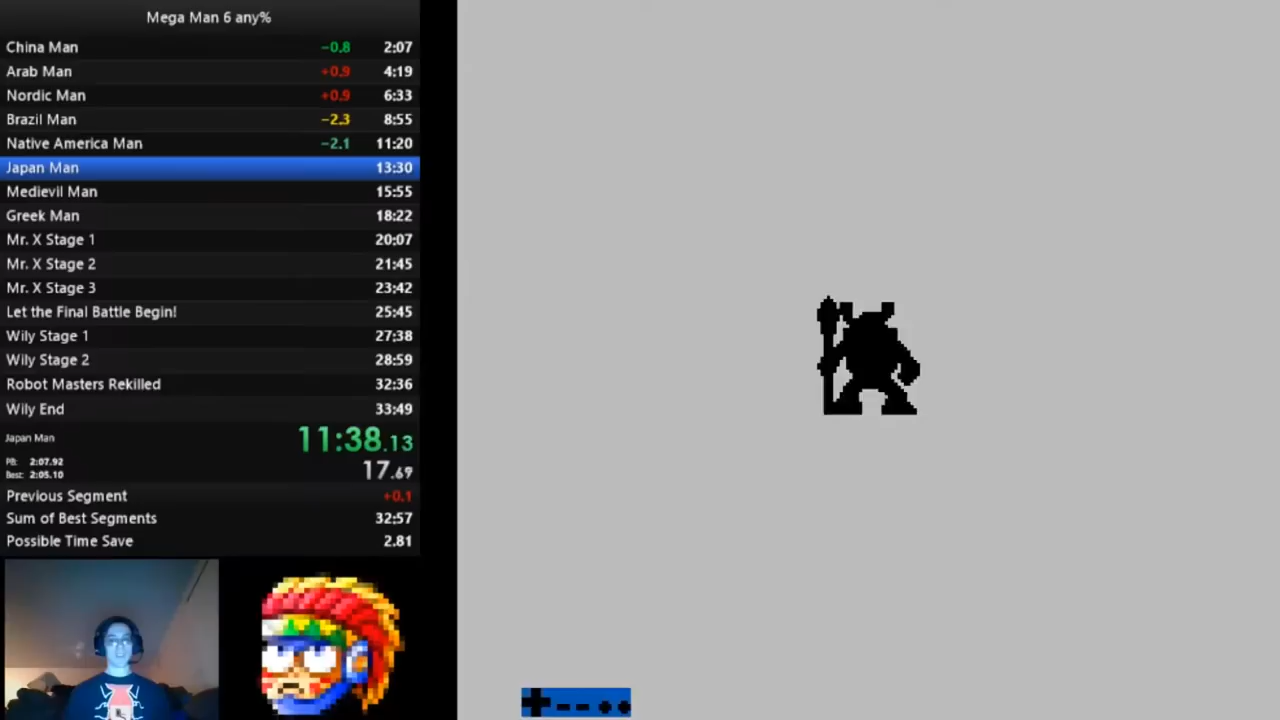 Mega Man 6 any%
China Man −0.8 2:07
Arab Man +0.9 4:19
Nordic Man +0.9 6:33
Brazil Man −2.3 8:55
Native America Man −2.1 11:20
Japan Man 13:30
Medievil Man 15:55
Greek Man 18:22
Mr. X Stage 1 20:07
Mr. X Stage 2 21:45
Mr. X Stage 3 23:42
Let the Final Battle Begin! 25:45
Wily Stage 1 27:38
Wily Stage 2 28:59
Robot Masters Rekilled 32:36
Wily End 33:49
Japan Man 11:38.13
PB: 2:07.92
Best: 2:05.10 17.69
Previous Segment +0.1
Sum of Best Segments 32:57
Possible Time Save 2.81